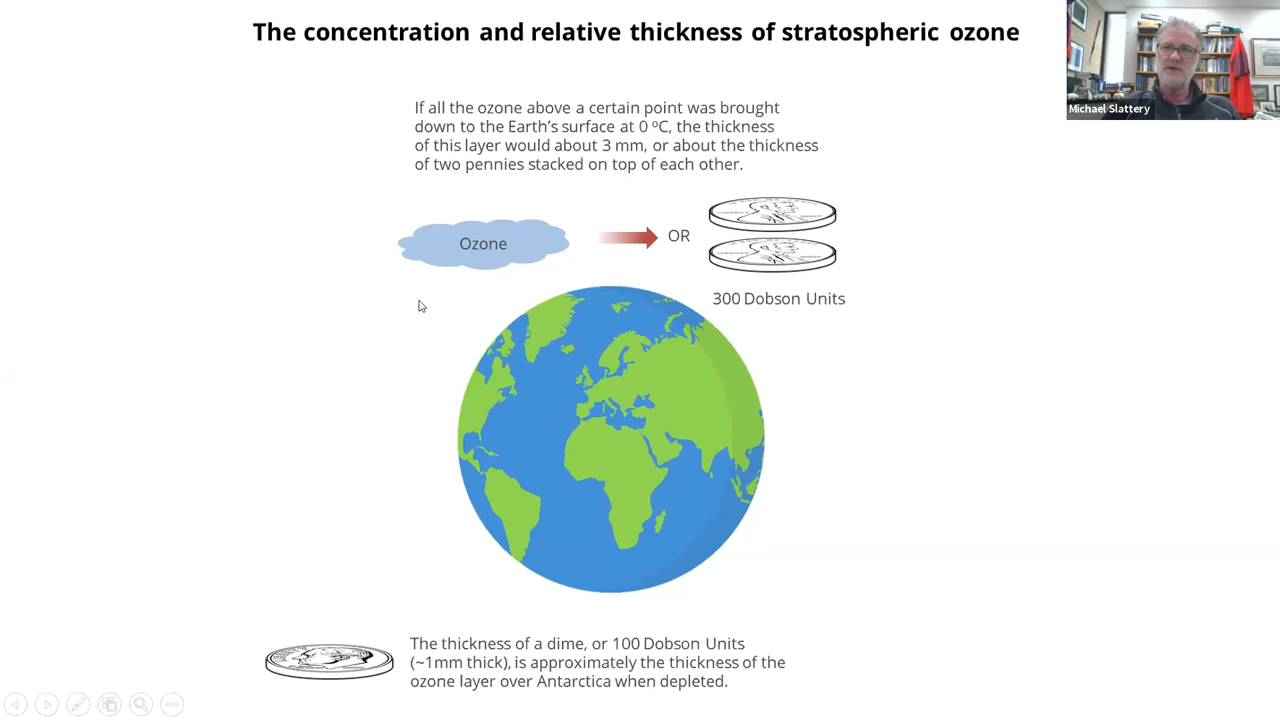 The concentration and relative thickness of stratospheric ozone
Michael Slattery
If all the ozone above a certain point was brought
down to the Earth's surface at 0 ºC, the thickness
of this layer would about 3 mm, or about the thickness
of two pennies stacked on top of each other.
Ozone
OR
300 Dobson Units
The thickness of a dime, or 100 Dobson Units
(~1mm thick), is approximately the thickness of the
ozone layer over Antarctica when depleted.